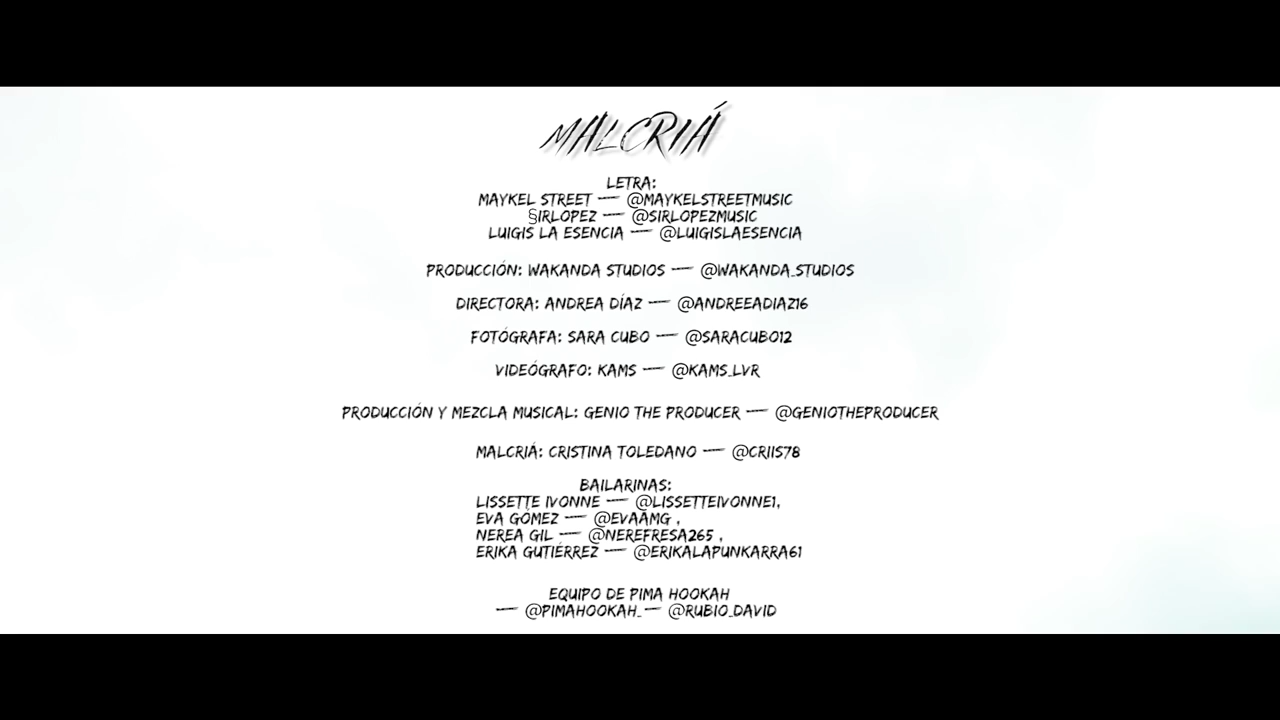 MALCRIÁ
LETRA:
MAYKEL STREET — @MAYKELSTREETMUSIC
§IRLOPEZ — @SIRLOPEZMUSIC
LUIGIS LA ESENCIA — @LUIGISLAESENCIA
PRODUCCIÓN: WAKANDA STUDIOS — @WAKANDA_STUDIOS
DIRECTORA: ANDREA DÍAZ — @ANDREEADIAZ16
FOTÓGRAFA: SARA CUBO — @SARACUBO12
VIDEÓGRAFO: KAMS — @KAMS_LVR
PRODUCCIÓN Y MEZCLA MUSICAL: GENIO THE PRODUCER — @GENIOTHEPRODUCER
MALCRIÁ: CRISTINA TOLEDANO — @CRIIS78
BAILARINAS:
LISSETTE IVONNE — @LISSETTEIVONNE1,
EVA GÓMEZ — @EVAAMG ,
NEREA GIL — @NEREFRESA265 ,
ERIKA GUTIÉRREZ — @ERIKALAPUNKARRA61
EQUIPO DE PIMA HOOKAH
— @PIMAHOOKAH_ — @RUBIO_DAVID